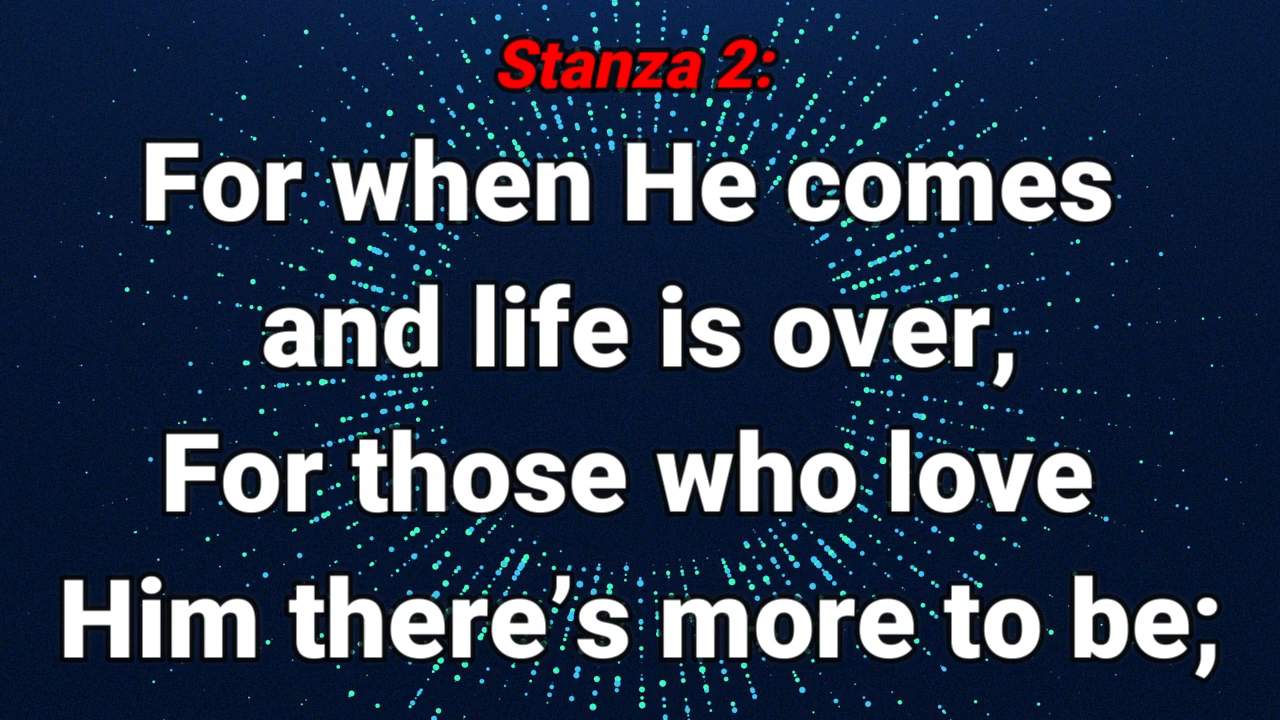 Stanza 2:
For when He comes
and life is over,
For those who love
Him there’s more to be;